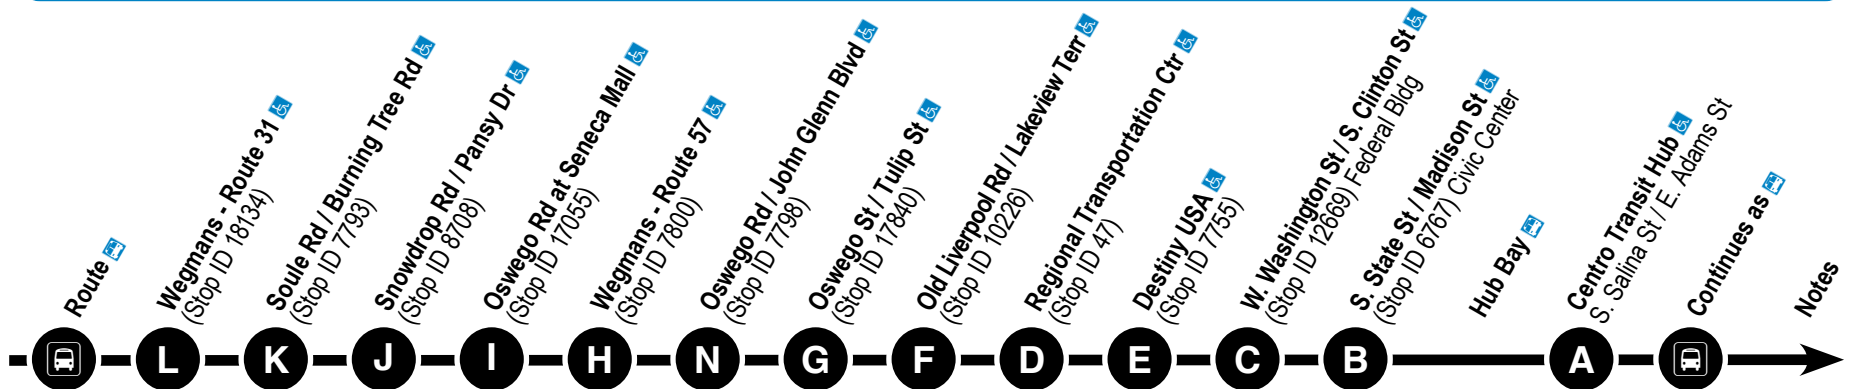 Route
Wegmans - Route 31
(Stop ID 18134)
Soule Rd / Burning Tree Rd
(Stop ID 7793)
Snowdrop Rd / Pansy Dr
(Stop ID 8708)
Oswego Rd at Seneca Mall
(Stop ID 17055)
Wegmans - Route 57
(Stop ID 7800)
Oswego Rd / John Glenn Blvd
(Stop ID 7798)
Oswego St / Tulip St
(Stop ID 17840)
Old Liverpool Rd / Lakeview Terr
(Stop ID 10226)
Regional Transportation Ctr
(Stop ID 47)
Destiny USA
(Stop ID 7755)
W. Washington St / S. Clinton St
(Stop ID 12669) Federal Bldg
S. State St / Madison St
(Stop ID 6767) Civic Center
Hub Bay
Centro Transit Hub
S. Salina St / E. Adams St
Continues as
Notes
L K J I H N G F D E C B A